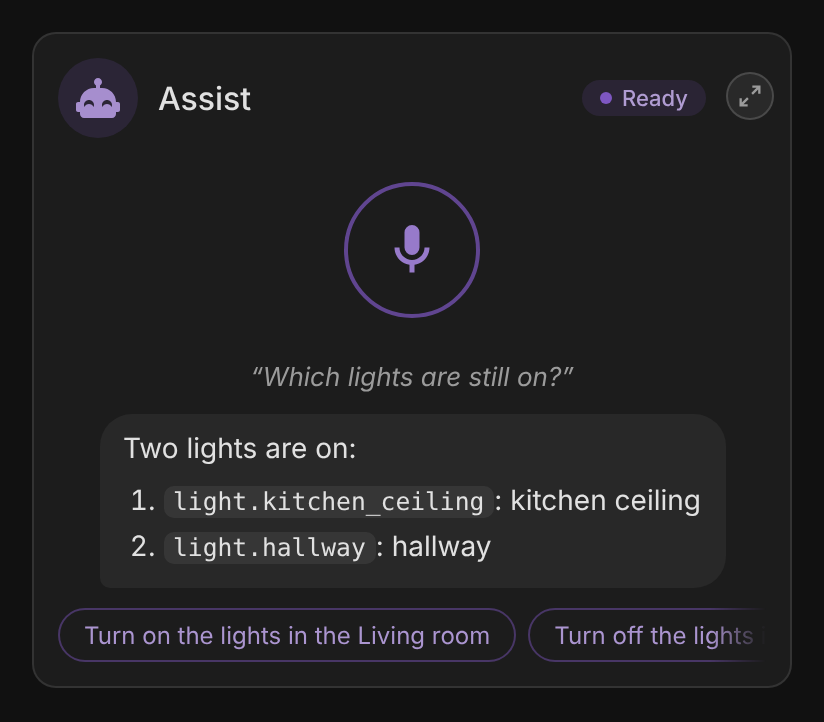 Assist
Ready
“Which lights are still on?”
Two lights are on:
1. light.kitchen_ceiling: kitchen ceiling
2. light.hallway: hallway
Turn on the lights in the Living room
Turn off the lights